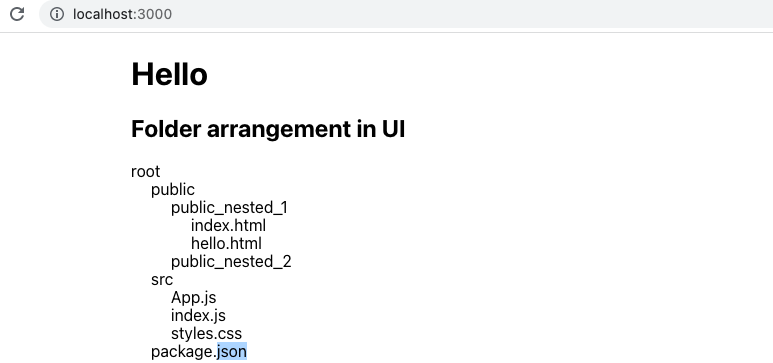 localhost:3000
Hello
Folder arrangement in UI
root
public
public_nested_1
index.html
hello.html
public_nested_2
src
App.js
index.js
styles.css
package.json